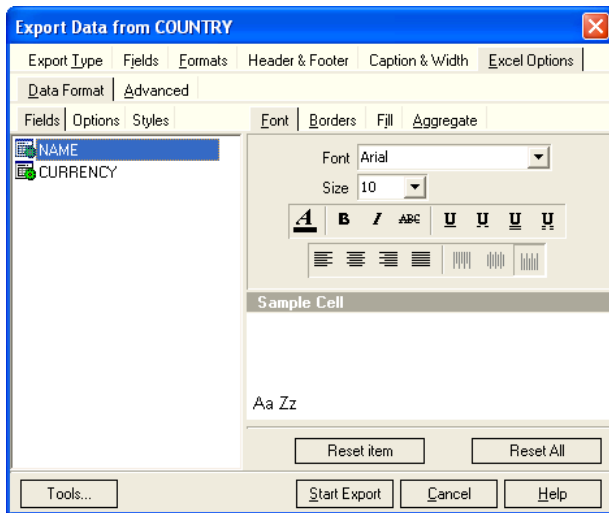 Export Data from COUNTRY
Export Type Fields Formats Header & Footer Caption & Width Excel Options
Data Format Advanced
Fields Options Styles
Font Borders Fill Aggregate
NAME
CURRENCY
Font Arial
Size 10
A B I ABC U U U U
Sample Cell
Aa Zz
Reset item Reset All
Tools... Start Export Cancel Help